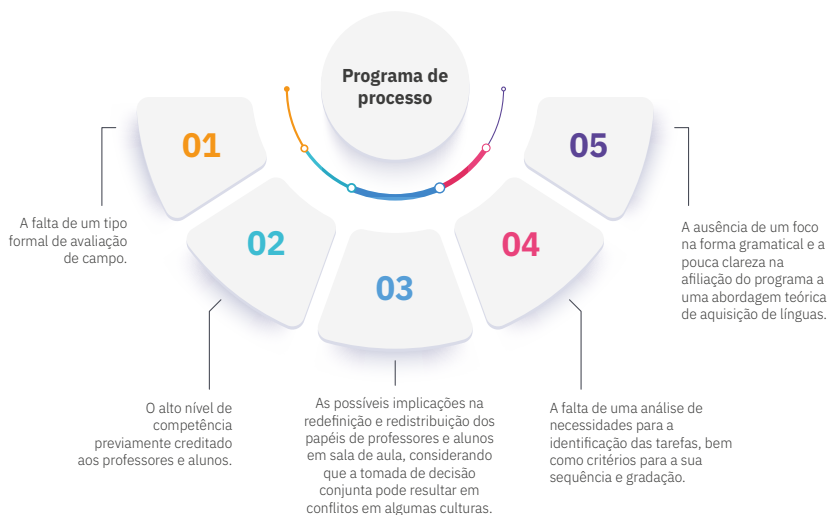 Programa de
processo
01
A falta de um tipo
formal de avaliação
de campo.
02
O alto nível de
competência
previamente creditado
aos professores e alunos.
03
As possíveis implicações na
redefinição e redistribuição dos
papéis de professores e alunos
em sala de aula, considerando
que a tomada de decisão
conjunta pode resultar em
conflitos em algumas culturas.
04
A falta de uma análise de
necessidades para a
identificação das tarefas, bem
como critérios para a sua
sequência e gradação.
05
A ausência de um foco
na forma gramatical e a
pouca clareza na
afiliação do programa a
uma abordagem teórica
de aquisição de línguas.